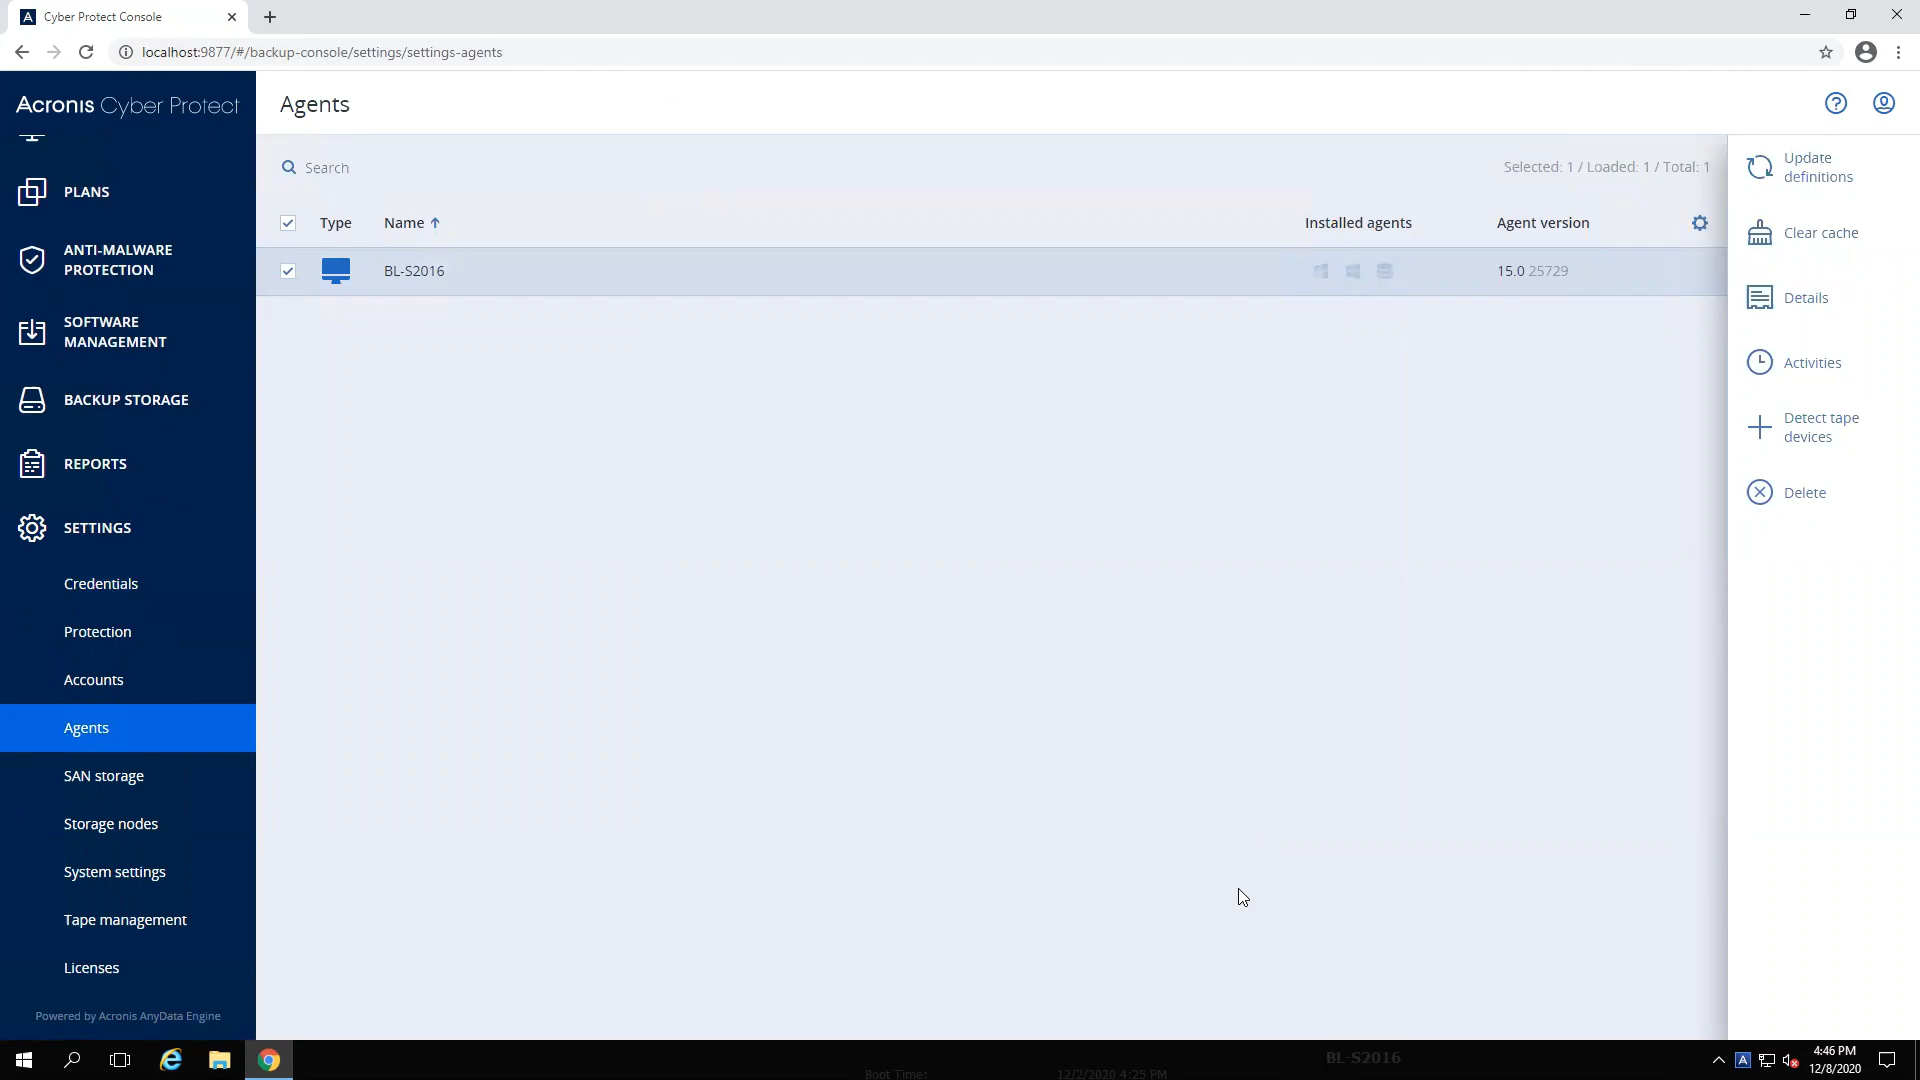 Cyber Protect Console
localhost:9877/#/backup-console/settings/settings-agents
Acronis Cyber Protect
Agents
PLANS
ANTI-MALWARE
PROTECTION
SOFTWARE
MANAGEMENT
BACKUP STORAGE
REPORTS
SETTINGS
Credentials
Protection
Accounts
Agents
SAN storage
Storage nodes
System settings
Tape management
Licenses
Powered by Acronis AnyData Engine
Search
Selected: 1 / Loaded: 1 / Total: 1
Type Name Installed agents Agent version
BL-S2016 15.0 25729
Update
definitions
Clear cache
Details
Activities
Detect tape
devices
Delete
BL-S2016
Boot Time: 12/2/2020 4:25 PM
4:46 PM
12/8/2020